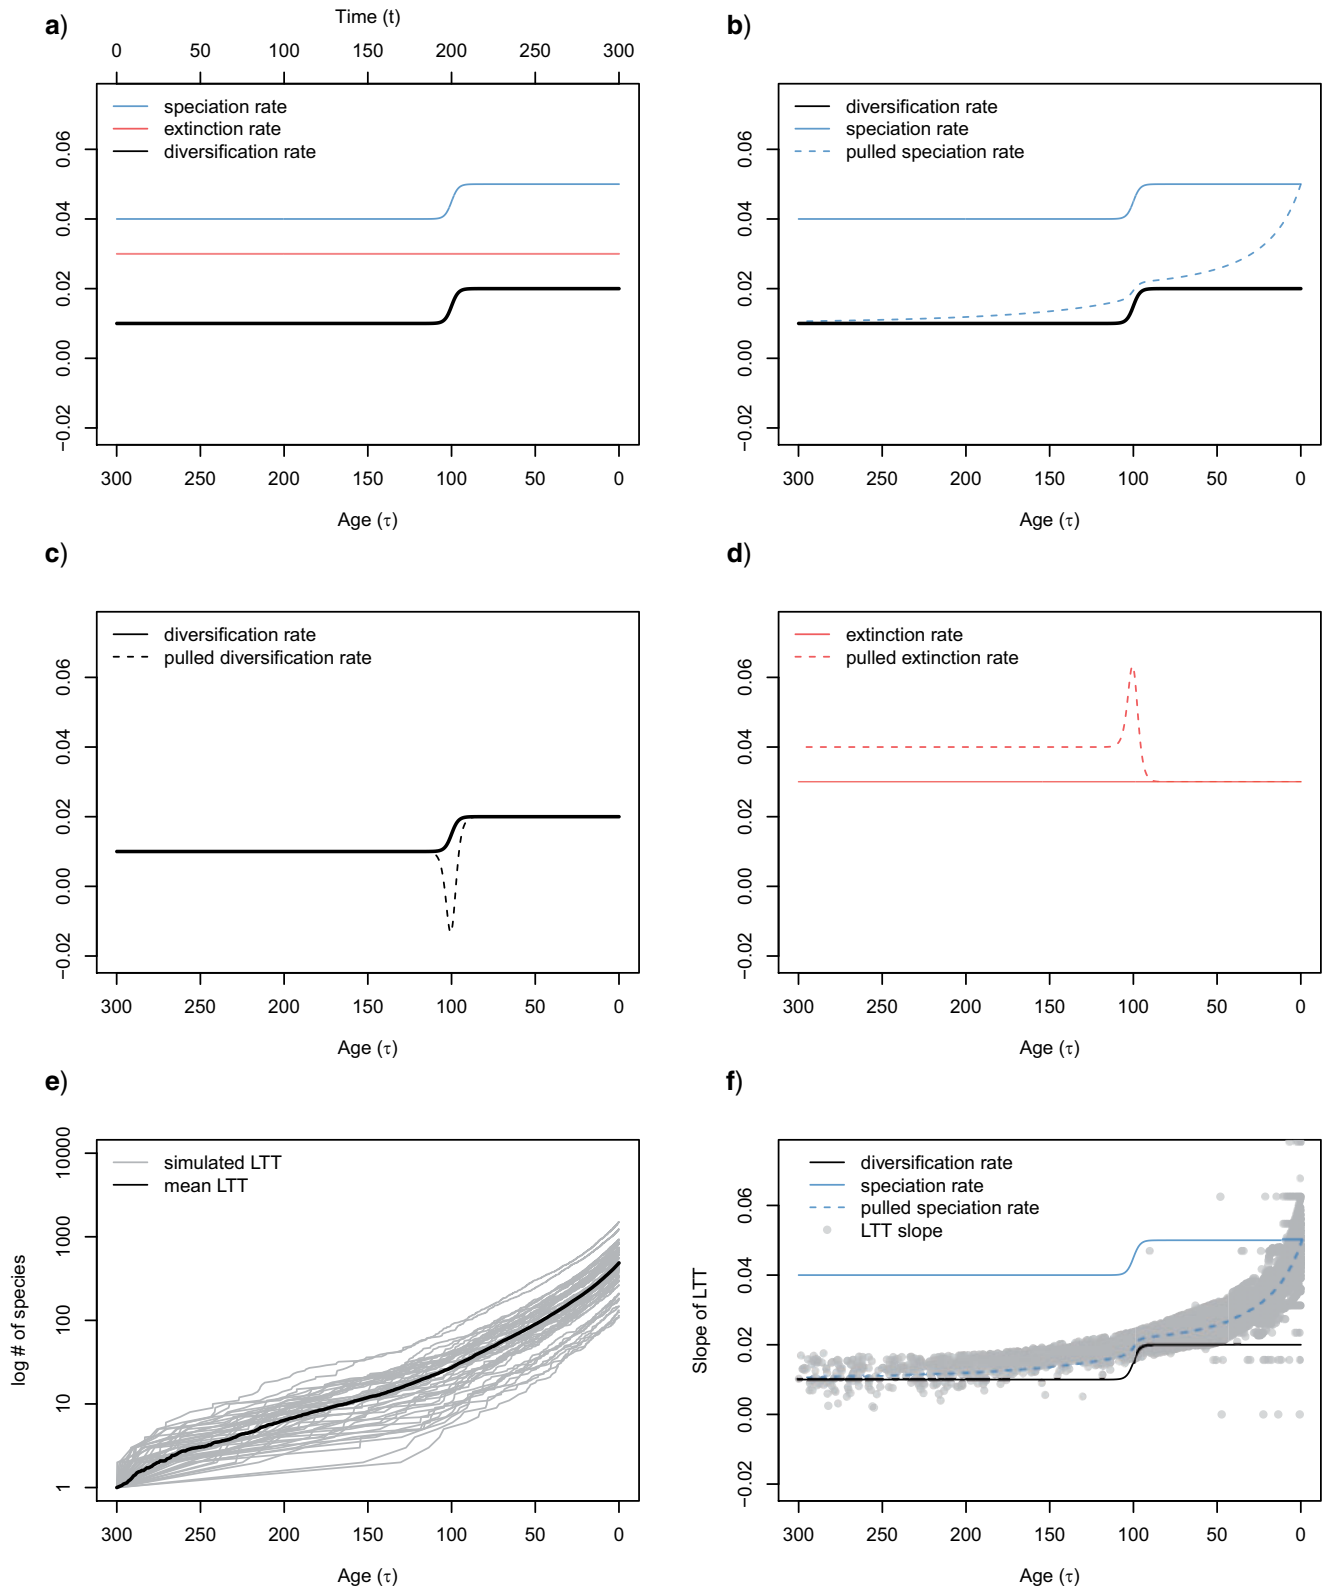 a)
Time (t)
0 50 100 150 200 250 300
speciation rate
extinction rate
diversification rate
0.06
0.04
0.02
0.00
−0.02
300 250 200 150 100 50 0
Age (τ)
b)
diversification rate
speciation rate
pulled speciation rate
0.06
0.04
0.02
0.00
−0.02
300 250 200 150 100 50 0
Age (τ)
c)
diversification rate
pulled diversification rate
0.06
0.04
0.02
0.00
−0.02
300 250 200 150 100 50 0
Age (τ)
d)
extinction rate
pulled extinction rate
0.06
0.04
0.02
0.00
−0.02
300 250 200 150 100 50 0
Age (τ)
e)
simulated LTT
mean LTT
log # of species
10000
1000
100
10
1
300 250 200 150 100 50 0
Age (τ)
f)
diversification rate
speciation rate
pulled speciation rate
LTT slope
Slope of LTT
0.06
0.04
0.02
0.00
−0.02
300 250 200 150 100 50 0
Age (τ)